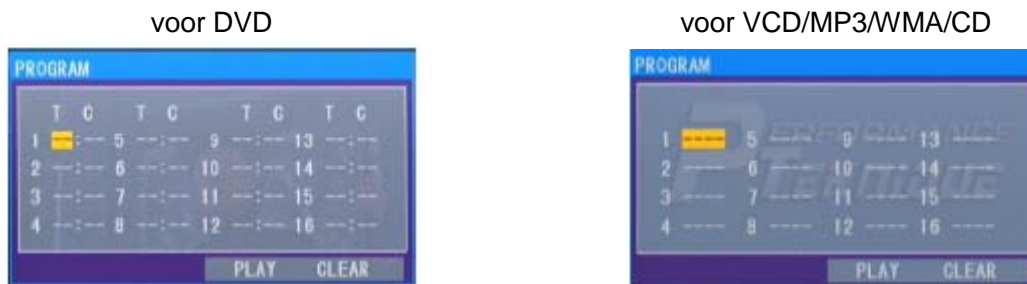 voor DVD
PROGRAM
T C T C T C T C
1 --:-- 5 --:-- 9 --:-- 13 --:--
2 --:-- 6 --:-- 10 --:-- 14 --:--
3 --:-- 7 --:-- 11 --:-- 15 --:--
4 --:-- 8 --:-- 12 --:-- 16 --:--
PLAY CLEAR
voor VCD/MP3/WMA/CD
PROGRAM
1 ---- 5 ---- 9 ---- 13 ----
2 ---- 6 ---- 10 ---- 14 ----
3 ---- 7 ---- 11 ---- 15 ----
4 ---- 8 ---- 12 ---- 16 ----
PLAY CLEAR